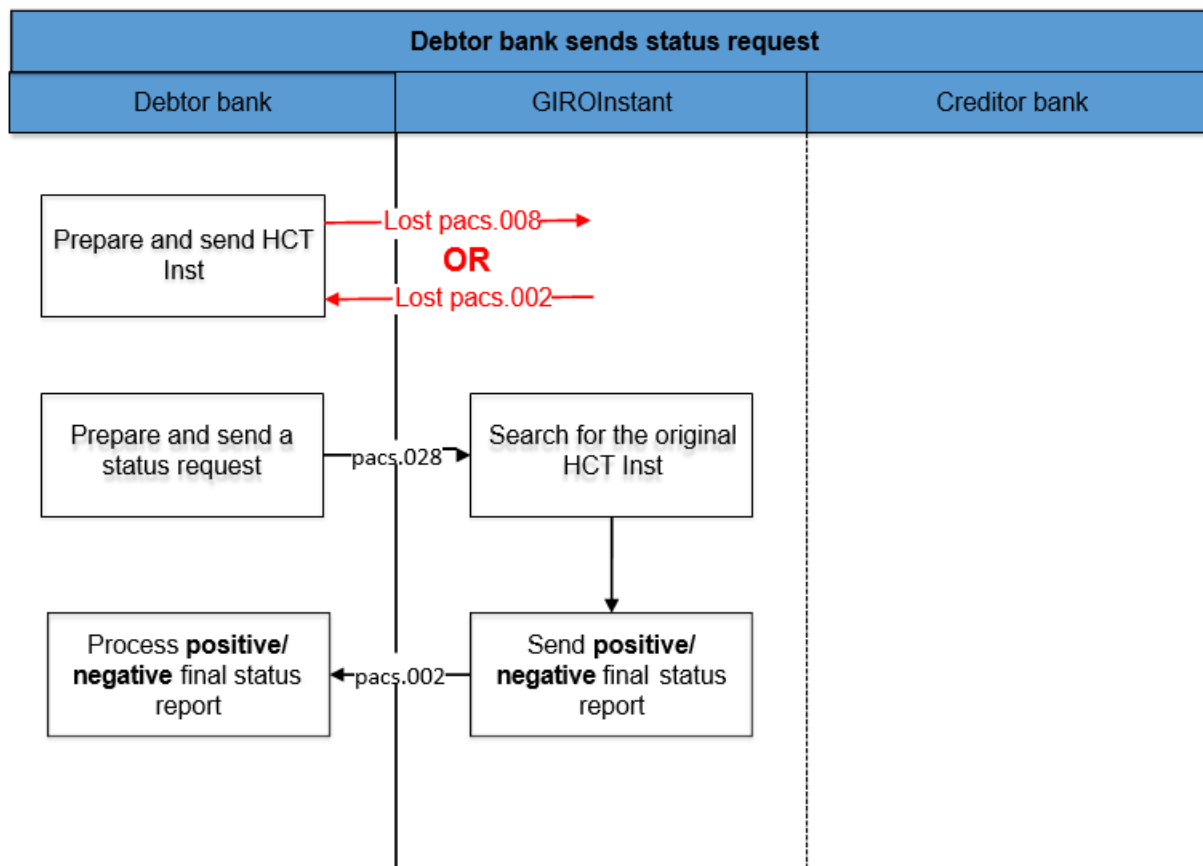 Debtor bank sends status request
Debtor bank
GIROInstant
Creditor bank
Prepare and send HCT
Inst
Lost pacs.008
OR
Lost pacs.002
Prepare and send a
status request
pacs.028
Search for the original
HCT Inst
Process positive/
negative final status
report
pacs.002
Send positive/
negative final status
report